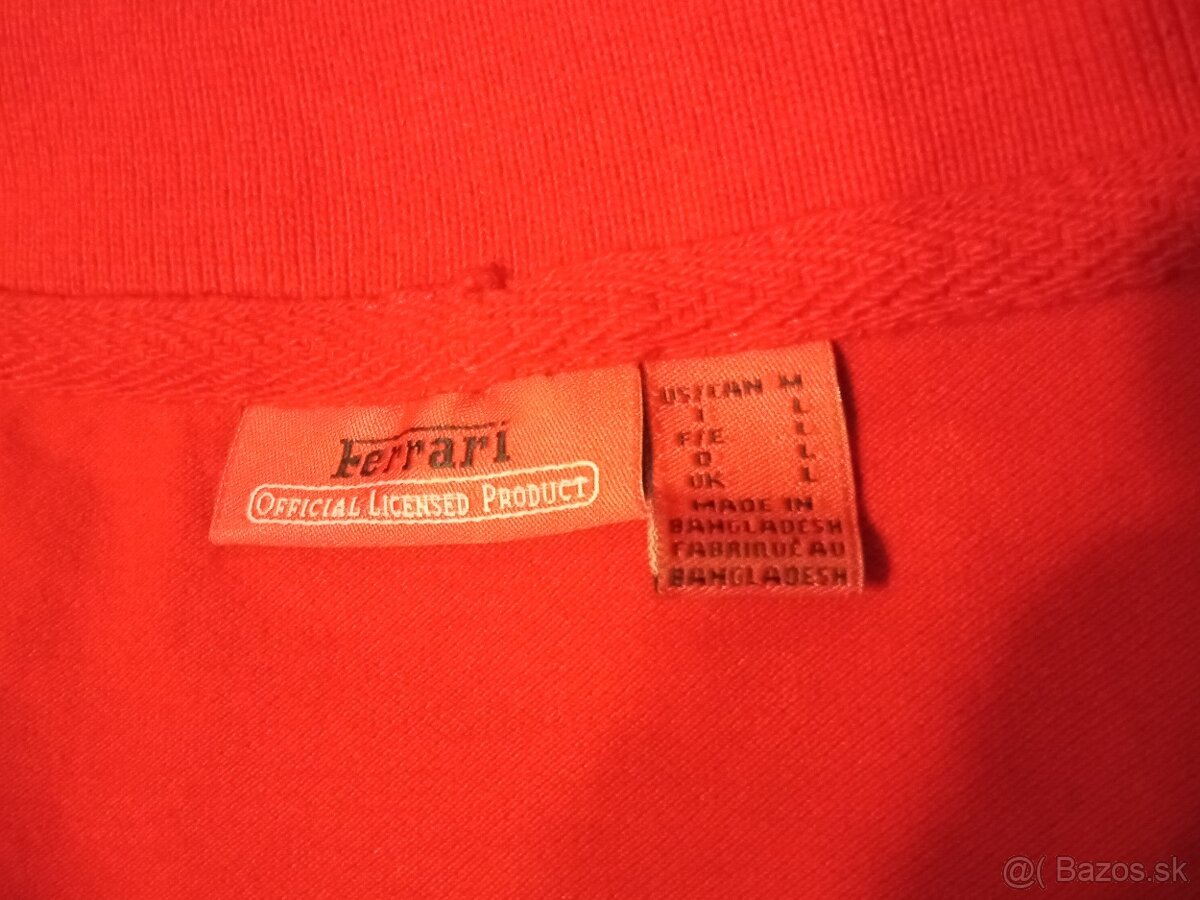 Ferrari
OFFICIAL LICENSED PRODUCT
US/CAN M
I L
F/E L
D L
UK L
MADE IN
BANGLADESH
FABRIQUÉ AU
BANGLADESH
@( Bazos.sk